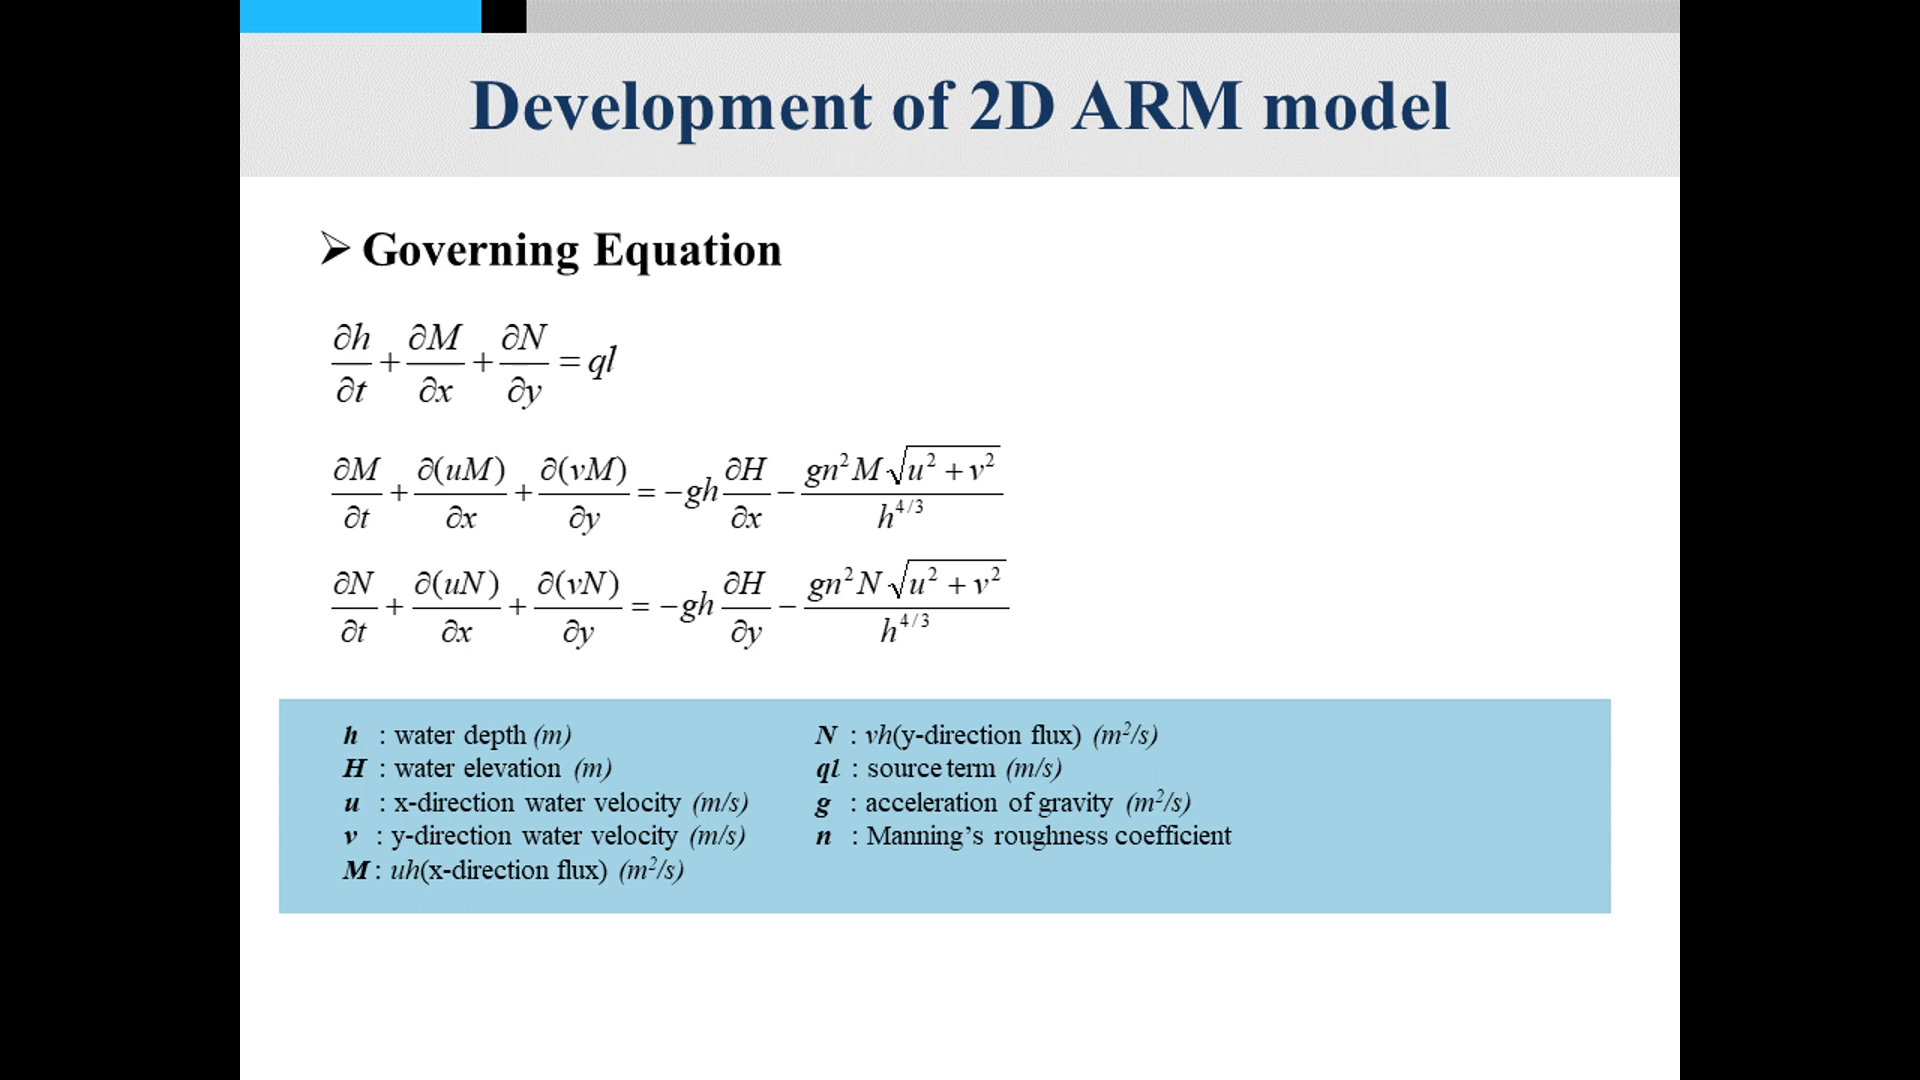 Development of 2D ARM model
➢ Governing Equation
∂h/∂t + ∂M/∂x + ∂N/∂y = ql
∂M/∂t + ∂(uM)/∂x + ∂(vM)/∂y = −gh ∂H/∂x − gn²M√(u² + v²)/h^4/3
∂N/∂t + ∂(uN)/∂x + ∂(vN)/∂y = −gh ∂H/∂y − gn²N√(u² + v²)/h^4/3
h : water depth (m)
H : water elevation (m)
u : x-direction water velocity (m/s)
v : y-direction water velocity (m/s)
M : uh(x-direction flux) (m²/s)
N : vh(y-direction flux) (m²/s)
ql : source term (m/s)
g : acceleration of gravity (m²/s)
n : Manning’s roughness coefficient